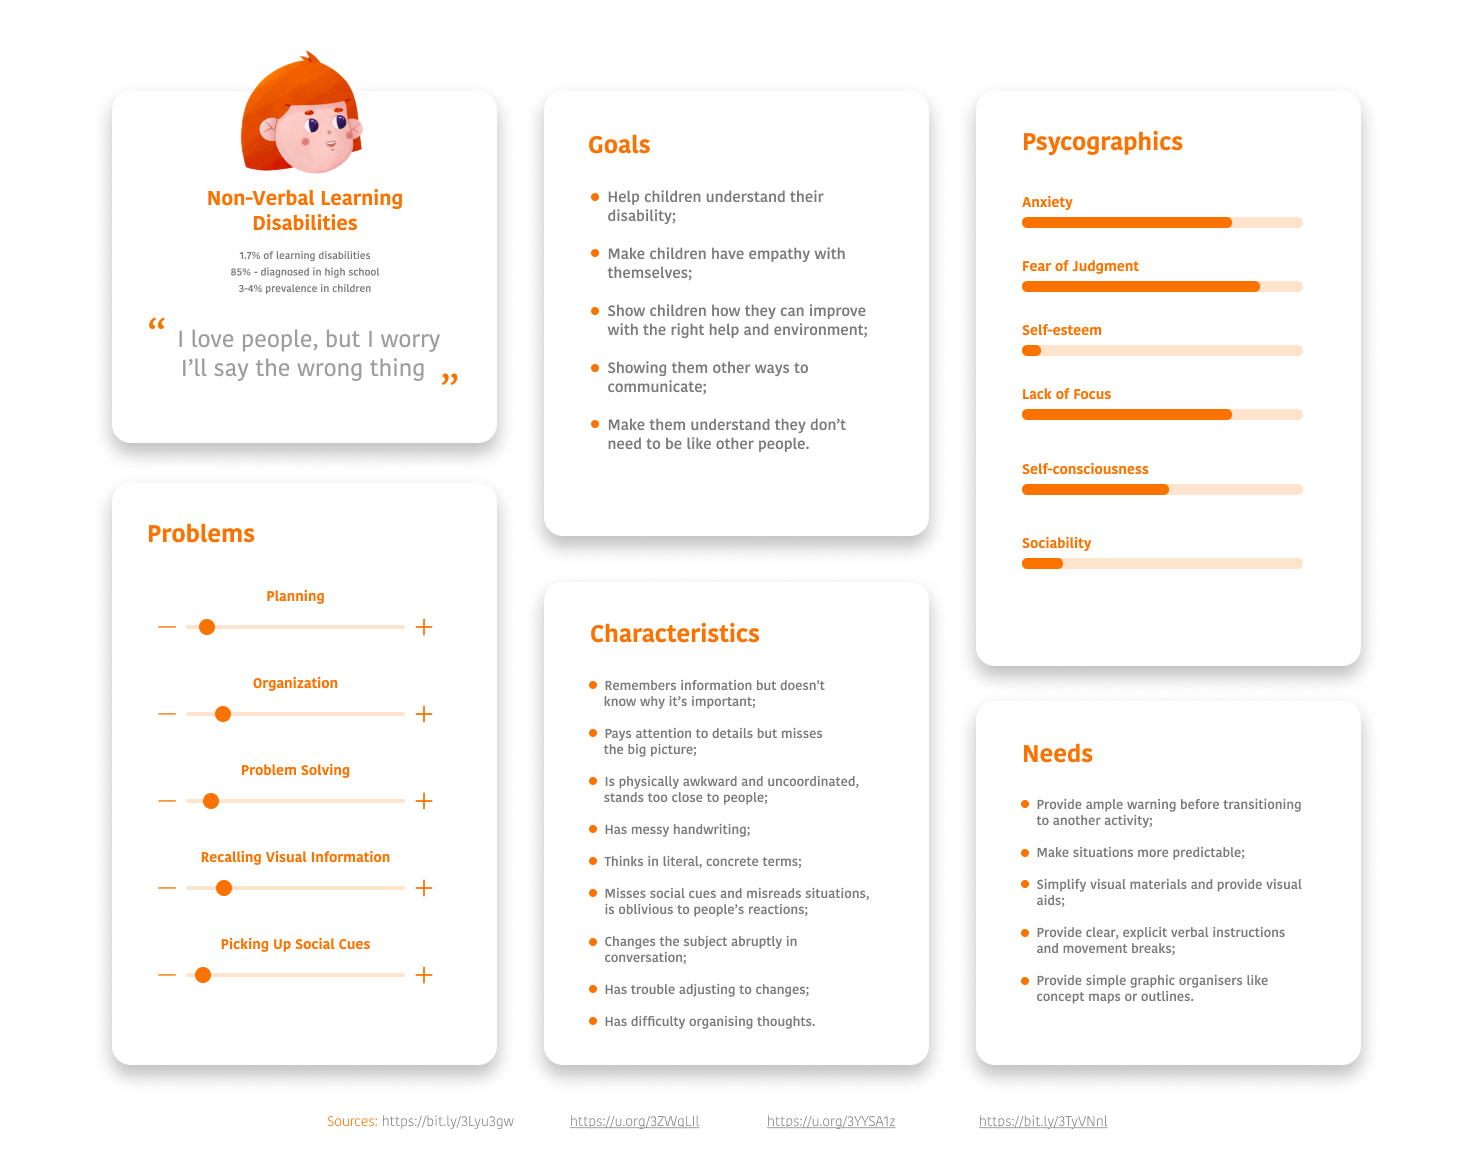 Non-Verbal Learning
Disabilities
1.7% of learning disabilities
85% - diagnosed in high school
3-4% prevalence in children
“ I love people, but I worry
I’ll say the wrong thing ”
Problems
Planning
Organization
Problem Solving
Recalling Visual Information
Picking Up Social Cues
Goals
Help children understand their
disability;
Make children have empathy with
themselves;
Show children how they can improve
with the right help and environment;
Showing them other ways to
communicate;
Make them understand they don’t
need to be like other people.
Characteristics
Remembers information but doesn’t
know why it’s important;
Pays attention to details but misses
the big picture;
Is physically awkward and uncoordinated,
stands too close to people;
Has messy handwriting;
Thinks in literal, concrete terms;
Misses social cues and misreads situations,
is oblivious to people’s reactions;
Changes the subject abruptly in
conversation;
Has trouble adjusting to changes;
Has difficulty organising thoughts.
Psycographics
Anxiety
Fear of Judgment
Self-esteem
Lack of Focus
Self-consciousness
Sociability
Needs
Provide ample warning before transitioning
to another activity;
Make situations more predictable;
Simplify visual materials and provide visual
aids;
Provide clear, explicit verbal instructions
and movement breaks;
Provide simple graphic organisers like
concept maps or outlines.
Sources: https://bit.ly/3Lyu3gw https://u.org/3ZWqLIl https://u.org/3YYSA1z https://bit.ly/3TyVNnl